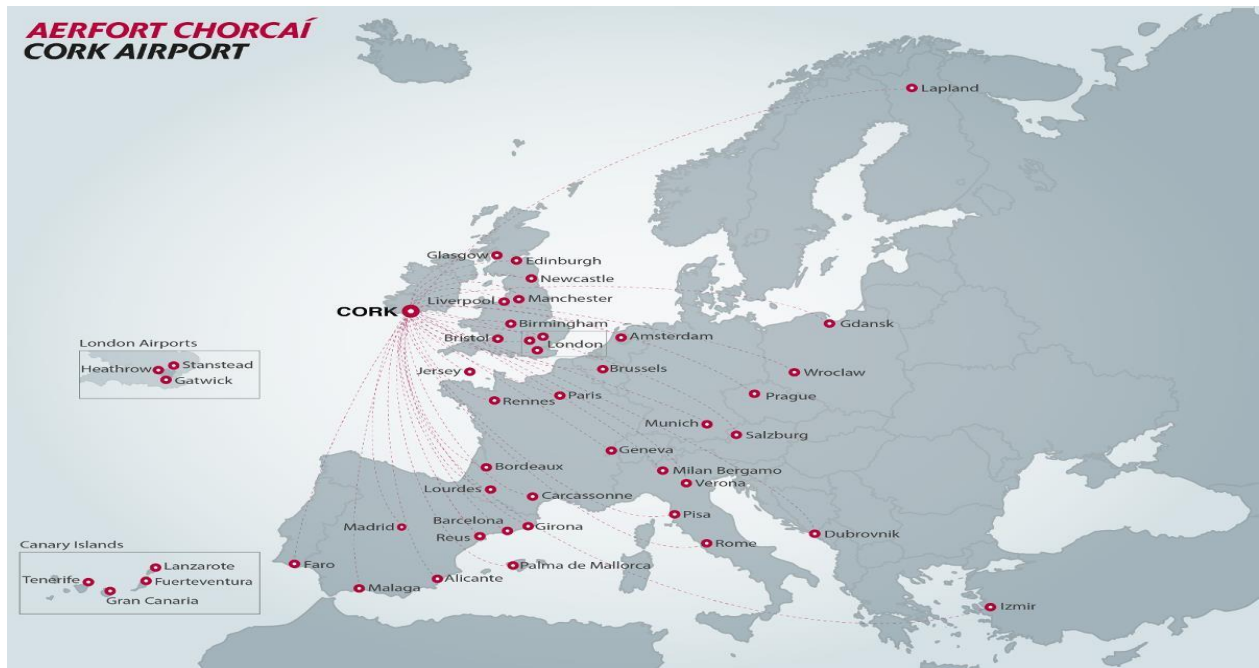 AERFORT CHORCAÍ
CORK AIRPORT
Lapland
Glasgow
Edinburgh
Newcastle
Liverpool
Manchester
CORK
Birmingham
Gdansk
Bristol
London
Amsterdam
London Airports
Heathrow
Stanstead
Gatwick
Jersey
Brussels
Wroclaw
Rennes
Paris
Prague
Munich
Salzburg
Geneva
Bordeaux
Milan Bergamo
Verona
Lourdes
Carcassonne
Pisa
Madrid
Barcelona
Girona
Reus
Rome
Dubrovnik
Canary Islands
Lanzarote
Tenerife
Fuerteventura
Gran Canaria
Faro
Palma de Mallorca
Malaga
Alicante
Izmir